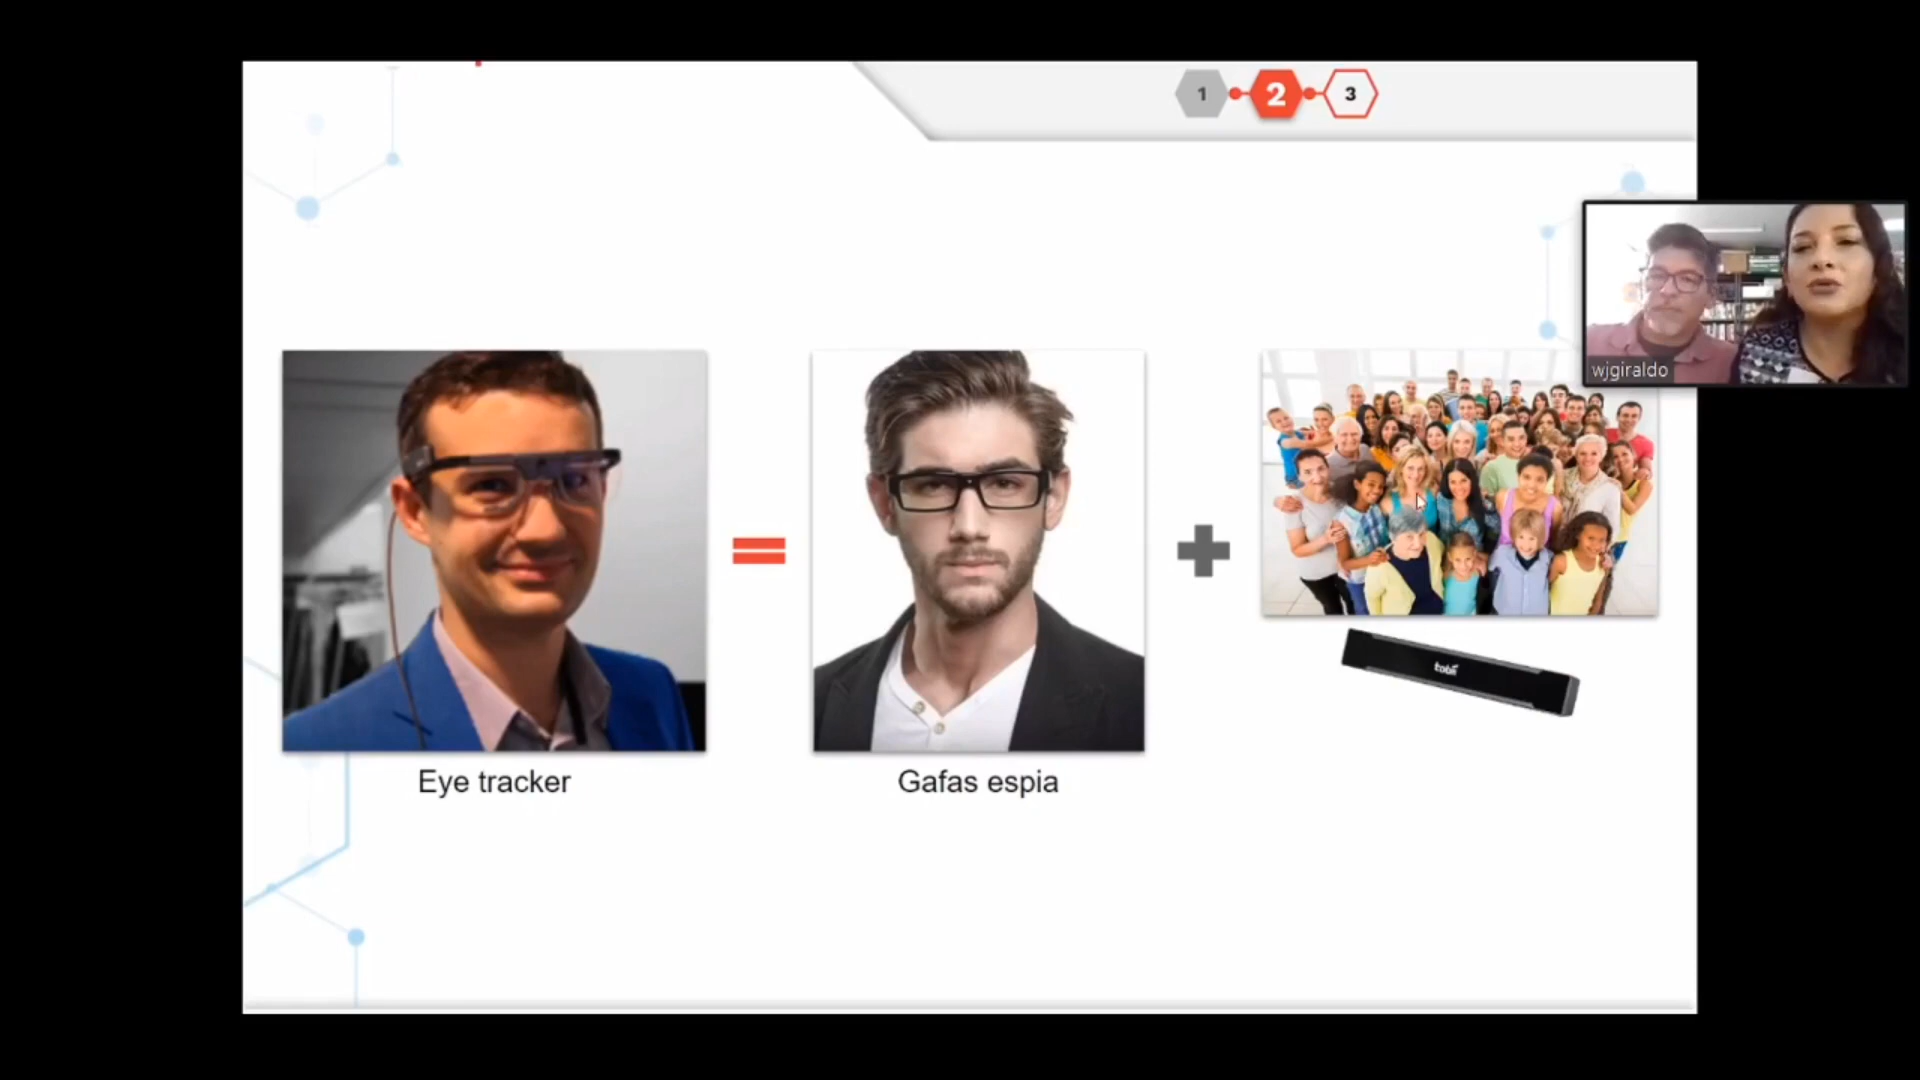 1
2
3
wjgiraldo
tobii
Eye tracker
Gafas espia